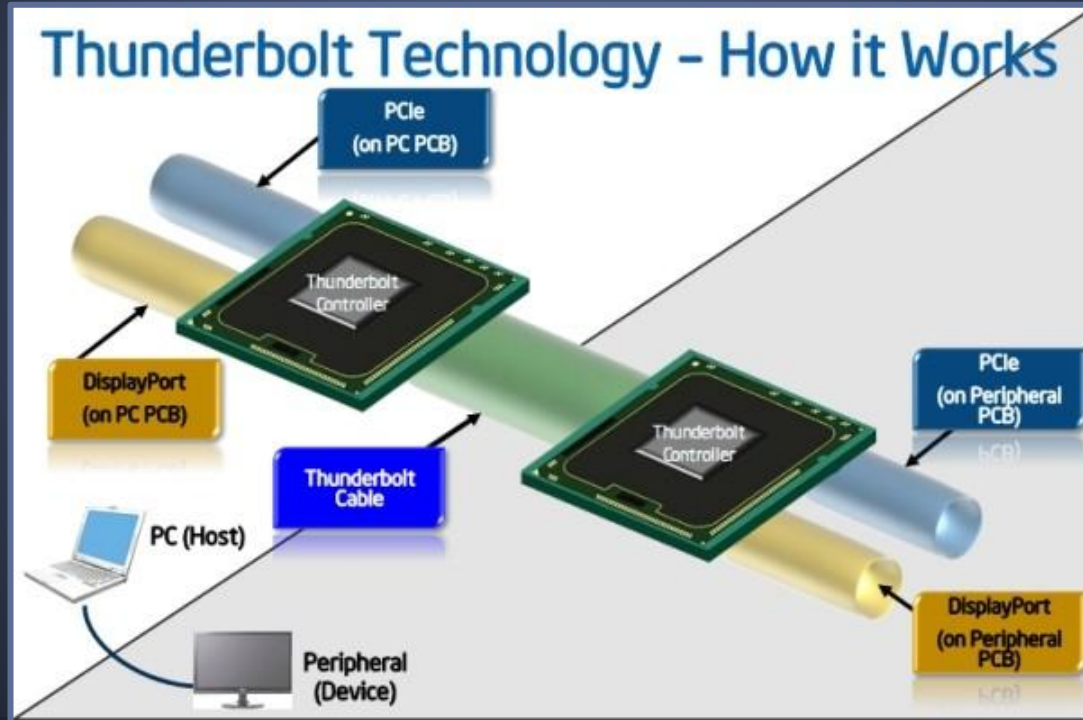 Thunderbolt Technology - How it Works
PCIe
(on PC PCB)
Thunderbolt
Controller
DisplayPort
(on PC PCB)
PCIe
(on Peripheral
PCB)
Thunderbolt
Controller
Thunderbolt
Cable
PC (Host)
DisplayPort
(on Peripheral
PCB)
Peripheral
(Device)